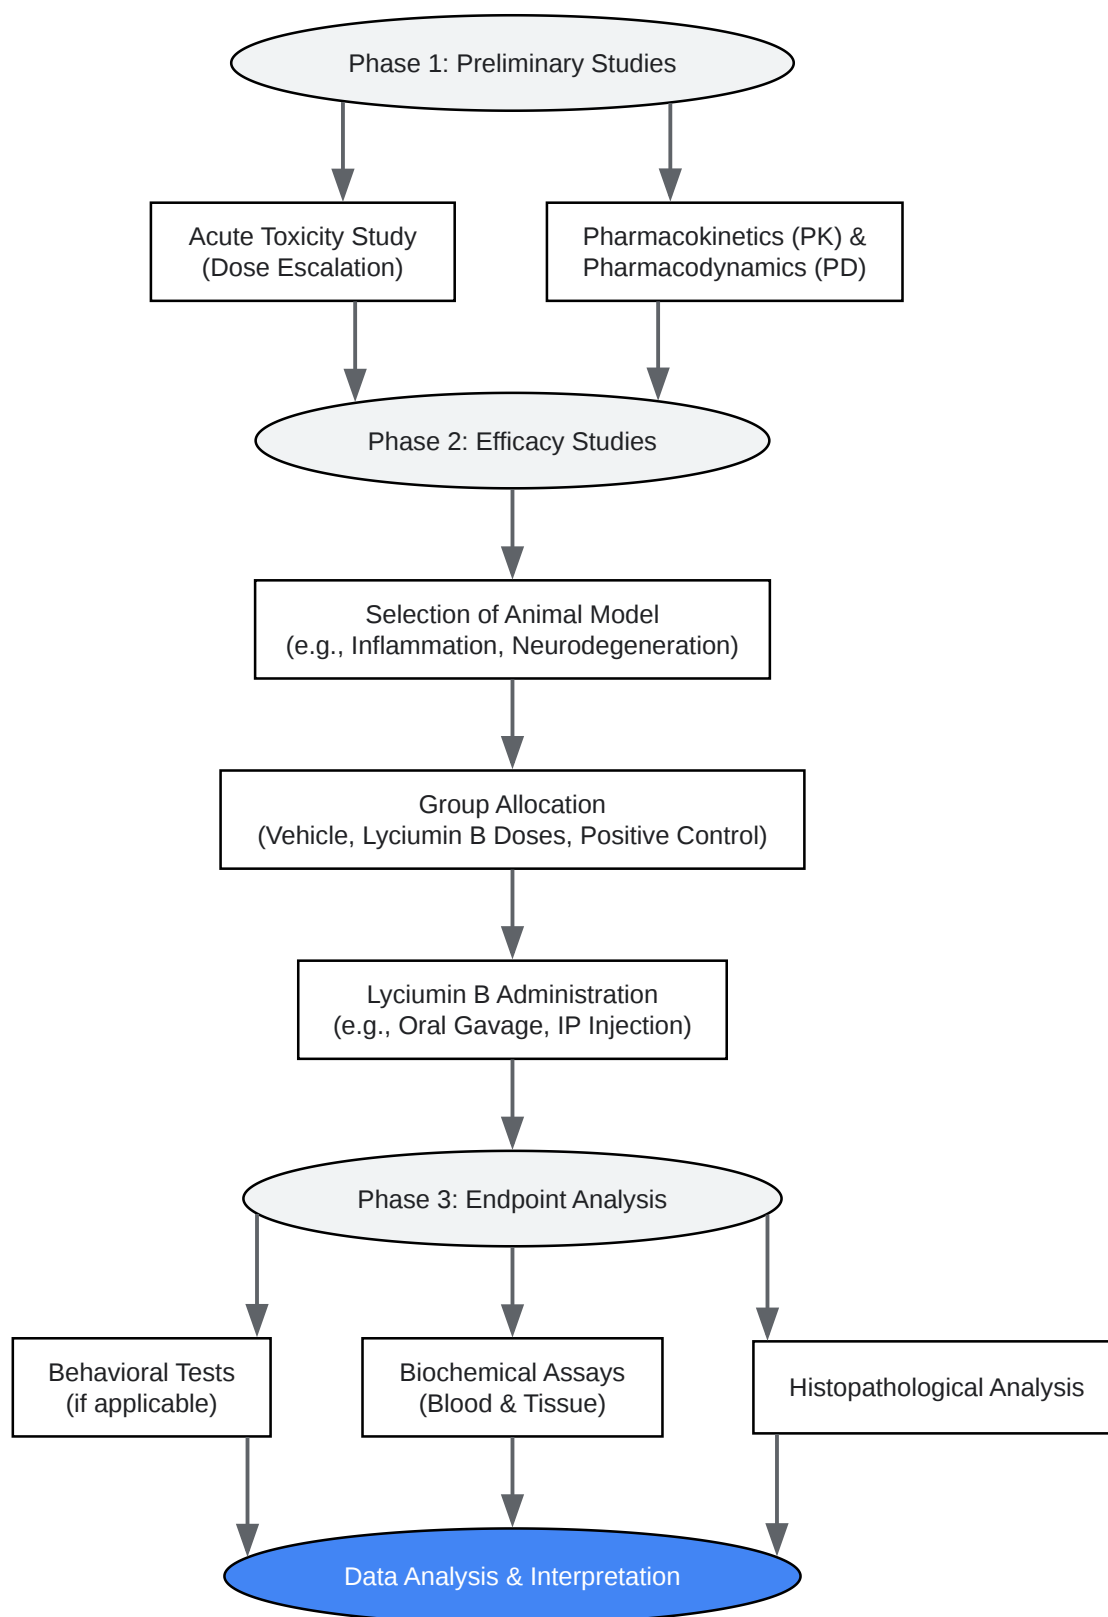 Phase 1: Preliminary Studies
Acute Toxicity Study
(Dose Escalation)
Pharmacokinetics (PK) &
Pharmacodynamics (PD)
Phase 2: Efficacy Studies
Selection of Animal Model
(e.g., Inflammation, Neurodegeneration)
Group Allocation
(Vehicle, Lyciumin B Doses, Positive Control)
Lyciumin B Administration
(e.g., Oral Gavage, IP Injection)
Phase 3: Endpoint Analysis
Behavioral Tests
(if applicable)
Biochemical Assays
(Blood & Tissue)
Histopathological Analysis
Data Analysis & Interpretation